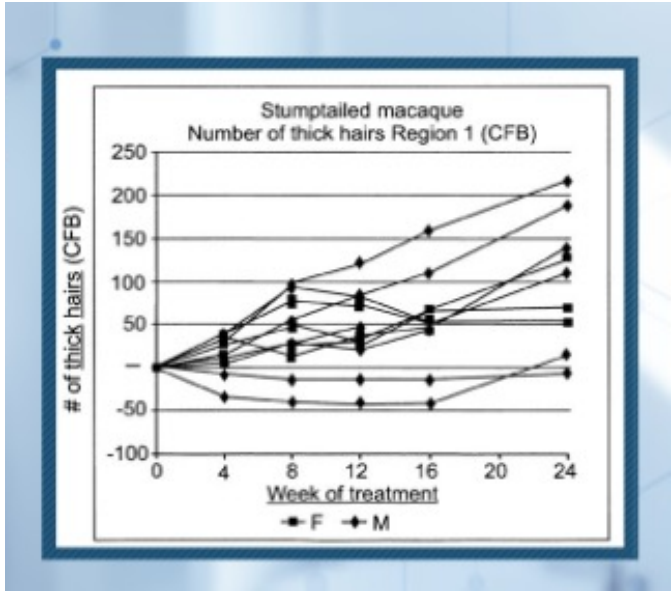 Stumptailed macaque
Number of thick hairs Region 1 (CFB)
# of thick hairs (CFB)
250
200
150
100
50
—
-50
-100
0 4 8 12 16 20 24
Week of treatment
F M